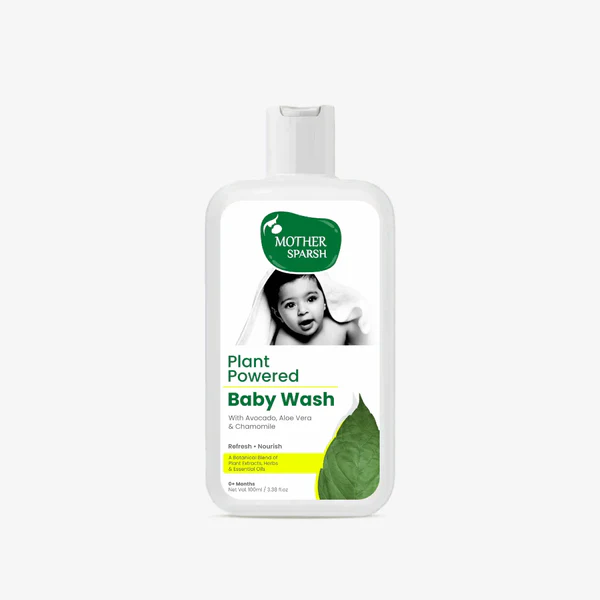 MOTHER
SPARSH
Plant
Powered
Baby Wash
With Avocado, Aloe Vera
& Chamomile
Refresh • Nourish
A Botanical Blend of
Plant Extracts, Herbs
& Essential Oils
0+ Months
Net Vol. 100ml / 3.38 fl.oz